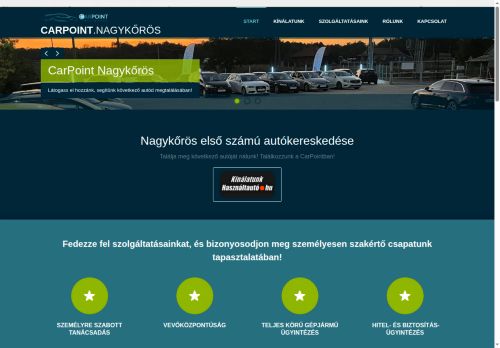 CARPOINT
CARPOINT.NAGYKŐRÖS
START
KÍNÁLATUNK
SZOLGÁLTATÁSAINK
RÓLUNK
KAPCSOLAT
CarPoint Nagykőrös
Látogass el hozzánk, segítünk következő autód megtalálásában!
Nagykőrös első számú autókereskedése
Találja meg következő autóját nálunk! Találkozzunk a CarPointban!
Kínálatunk
Használtautó.hu
Fedezze fel szolgáltatásainkat, és bizonyosodjon meg személyesen szakértő csapatunk
tapasztalatában!
SZEMÉLYRE SZABOTT
TANÁCSADÁS
VEVŐKÖZPONTÚSÁG
TELJES KÖRŰ GÉPJÁRMŰ
ÜGYINTÉZÉS
HITEL- ÉS BIZTOSÍTÁS-
ÜGYINTÉZÉS